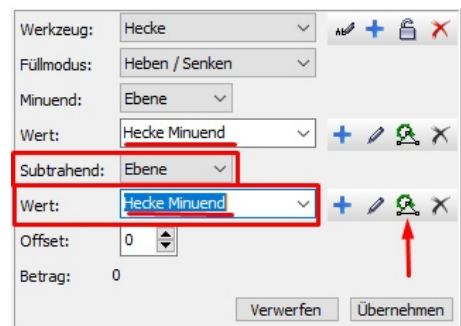 Werkzeug: Hecke
Füllmodus: Heben / Senken
Minuend: Ebene
Wert: Hecke Minuend
Subtrahend: Ebene
Wert: Hecke Minuend
Offset: 0
Betrag: 0
Verwerfen Übernehmen